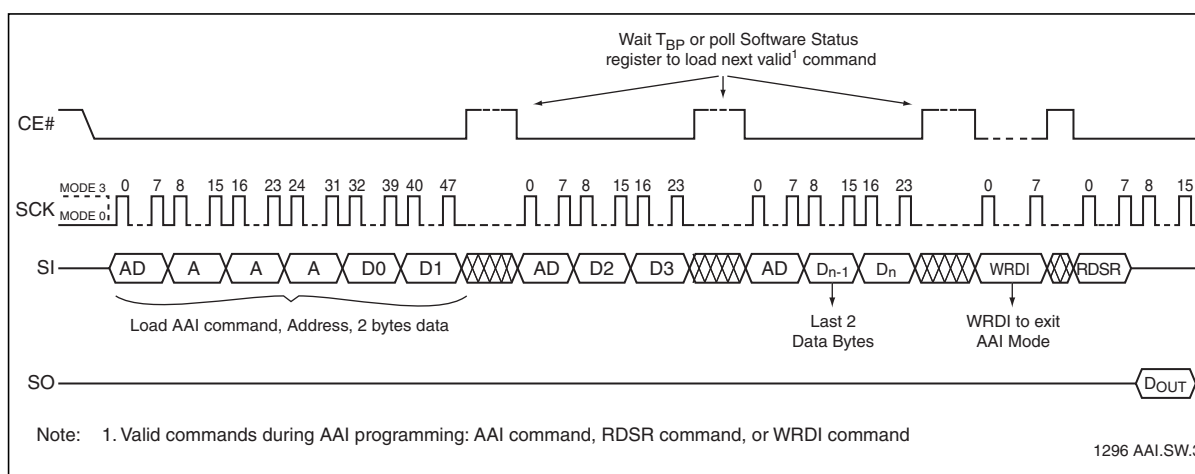 Wait TBP or poll Software Status
register to load next valid1 command
CE#
MODE 3 0 7 8 15 16 23 24 31 32 39 40 47 0 7 8 15 16 23 0 7 8 15 16 23 0 7 0 7 8 15
SCK MODE 0
SI AD A A A D0 D1 AD D2 D3 AD Dn-1 Dn WRDI RDSR
Load AAI command, Address, 2 bytes data
Last 2
Data Bytes
WRDI to exit
AAI Mode
SO DOUT
Note: 1. Valid commands during AAI programming: AAI command, RDSR command, or WRDI command
1296 AAI.SW.3